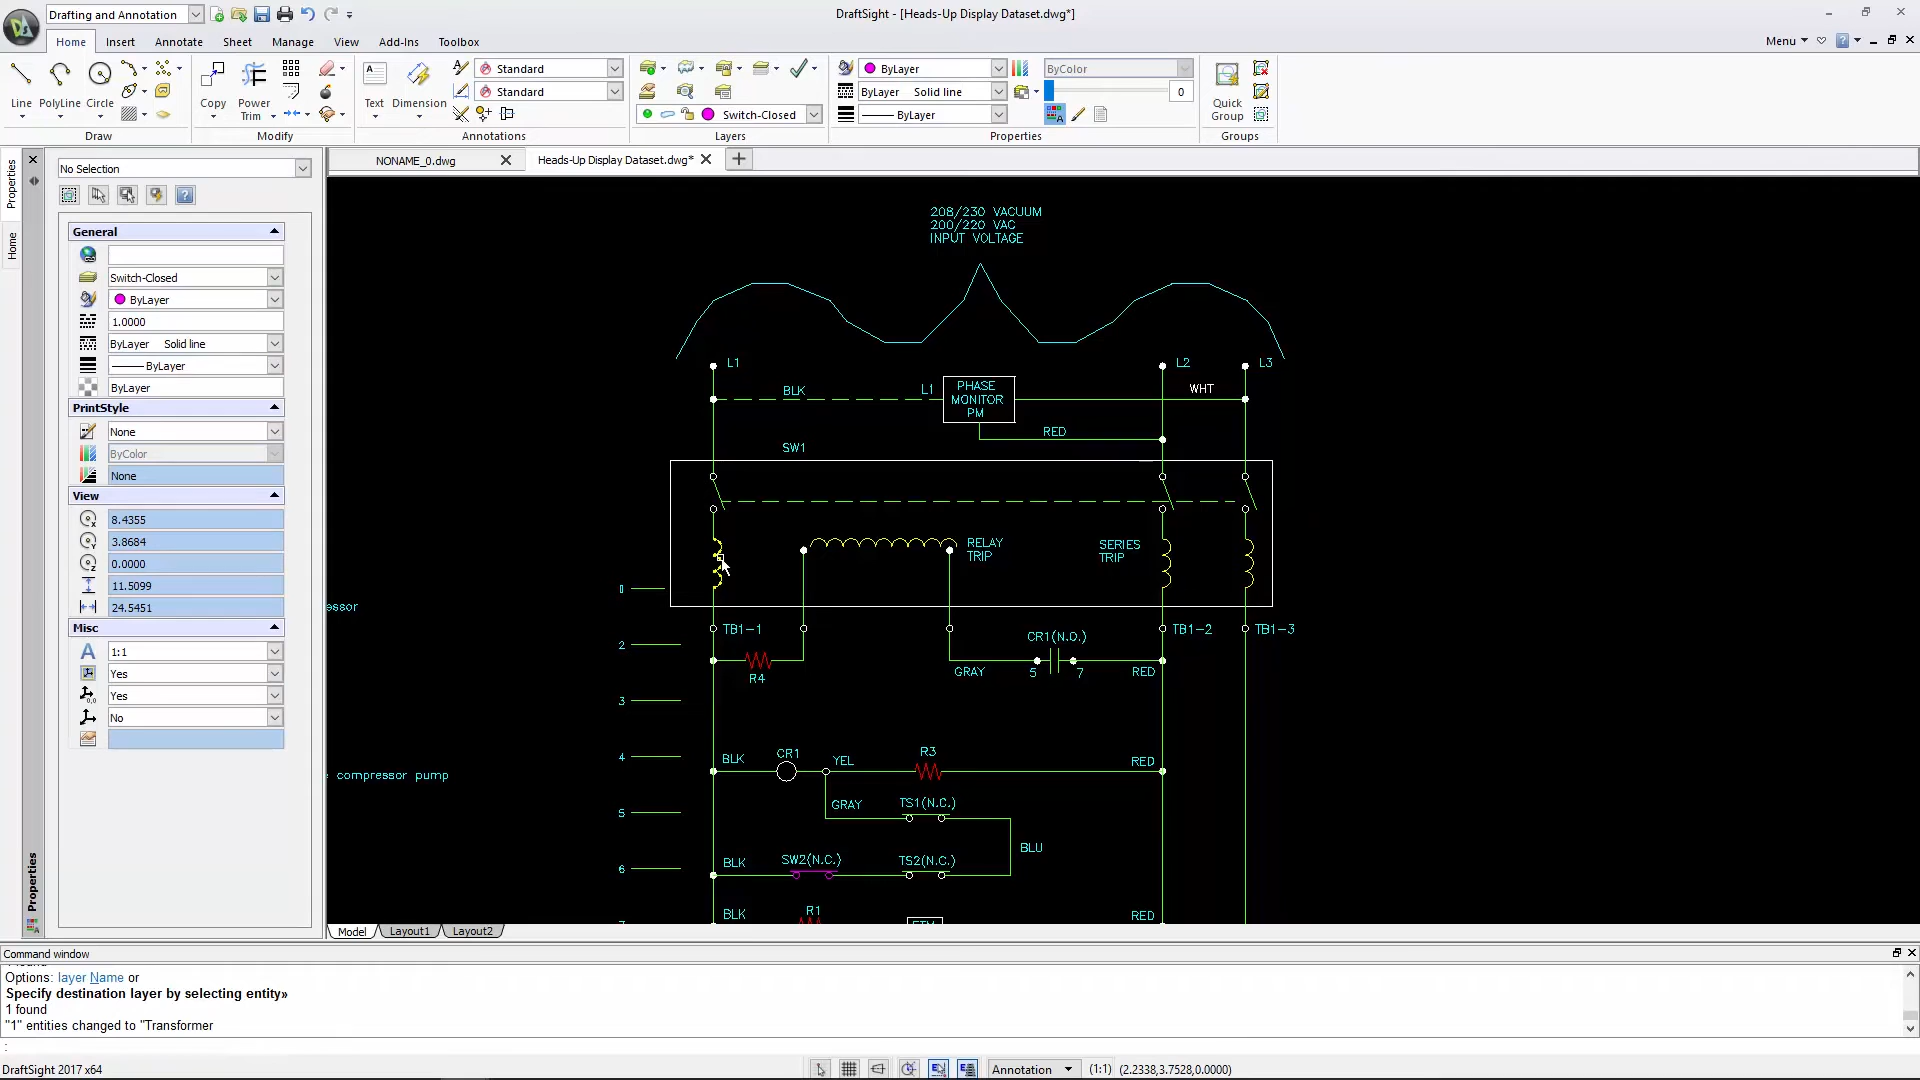 Drafting and Annotation
DraftSight - [Heads-Up Display Dataset.dwg*]
Home Insert Annotate Sheet Manage View Add-Ins Toolbox
Menu
Line PolyLine Circle
Copy Power Trim
Text Dimension
Standard
Standard
Switch-Closed
ByLayer
ByLayer Solid line
ByLayer
ByColor
0
Quick Group
Draw Modify Annotations Layers Properties Groups
NONAME_0.dwg
Heads-Up Display Dataset.dwg*
Properties
Home
No Selection
General
Switch-Closed
ByLayer
1.0000
ByLayer Solid line
ByLayer
ByLayer
PrintStyle
None
ByColor
None
View
8.4355
3.8684
0.0000
11.5099
24.5451
Misc
1:1
Yes
Yes
No
Properties
208/230 VACUUM
200/220 VAC
INPUT VOLTAGE
L1
L2
L3
BLK
L1
PHASE
MONITOR
PM
WHT
RED
SW1
RELAY
TRIP
SERIES
TRIP
TB1-1
TB1-2
TB1-3
CR1(N.O.)
R4
GRAY
5
7
RED
2
3
4
BLK
CR1
YEL
R3
RED
5
GRAY
TS1(N.C.)
BLU
6
BLK
SW2(N.C.)
TS2(N.C.)
BLK
R1
RED
compressor pump
Model Layout1 Layout2
Command window
Options: layer Name or
Specify destination layer by selecting entity»
1 found
"1" entities changed to "Transformer
:
DraftSight 2017 x64
Annotation
(1:1)
(2.2338,3.7528,0.0000)